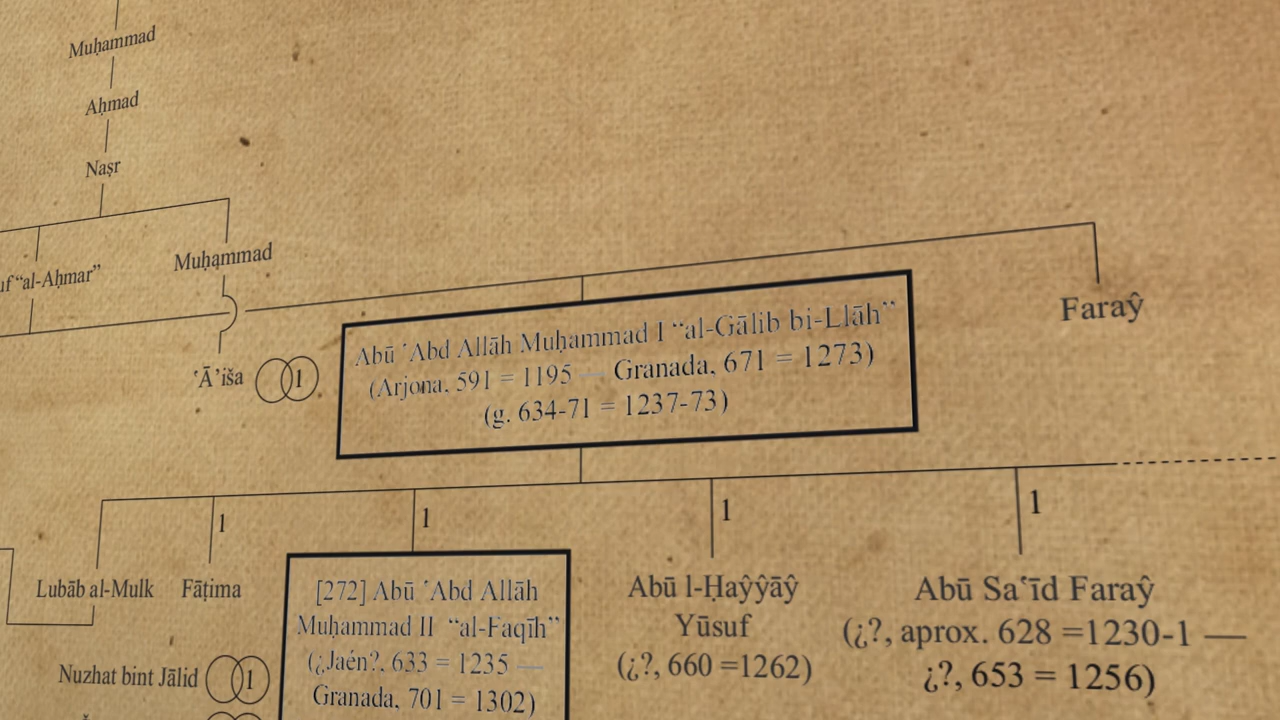 Muḥammad
Aḥmad
Naṣr
Muḥammad
“al-Aḥmar”
Faraŷ
ʿĀ’iša 1
Abū ʿAbd Allāh Muḥammad I “al-Gālib bi-Llāh”
(Arjona, 591 = 1195 — Granada, 671 = 1273)
(g. 634-71 = 1237-73)
1
1
1
1
Lubāb al-Mulk
Fāṭima
[272] Abū ʿAbd Allāh
Muḥammad II “al-Faqīh”
(¿Jaén?, 633 = 1235 —
Granada, 701 = 1302)
Abū l-Ḥaŷŷāŷ
Yūsuf
(¿?, 660 =1262)
Abū Saʿīd Faraŷ
(¿?, aprox. 628 =1230-1 —
¿?, 653 = 1256)
Nuzhat bint Jālid 1